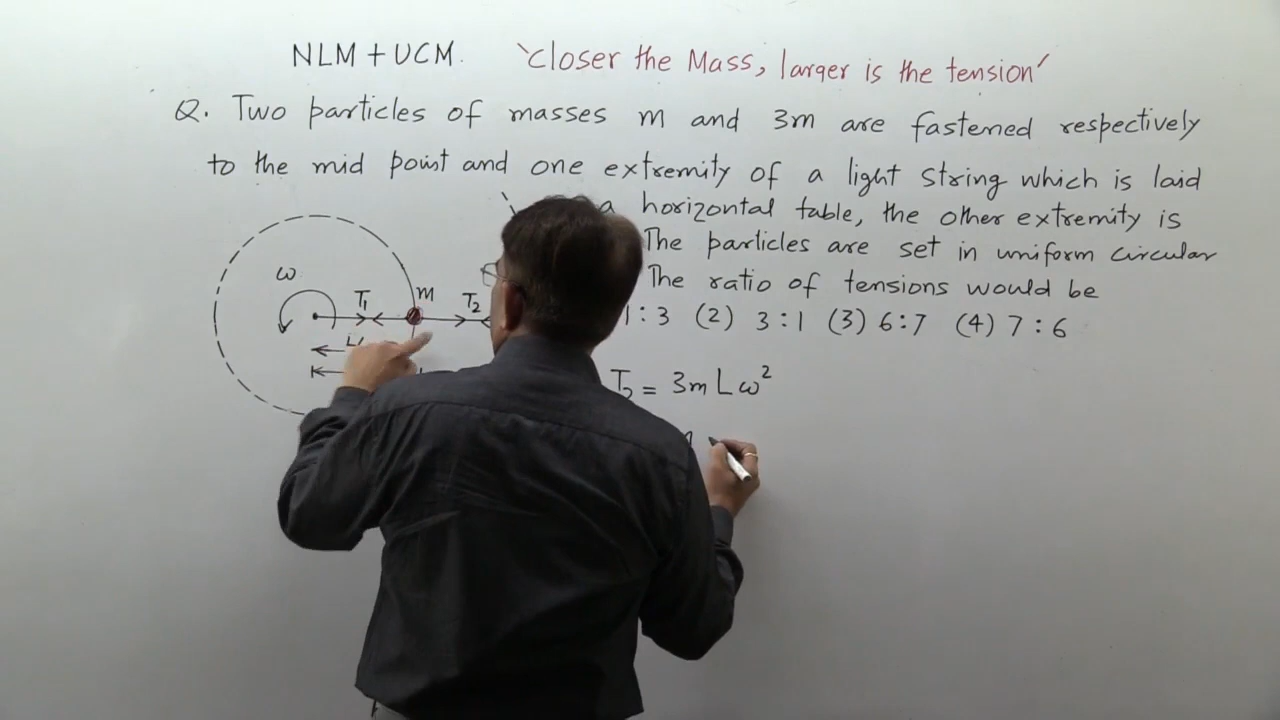 NLM + UCM. 'closer the Mass, larger is the tension'
Q. Two particles of masses m and 3m are fastened respectively
to the mid point and one extremity of a light string which is laid
a horizontal table, the other extremity is
The particles are set in uniform circular
The ratio of tensions would be
1 : 3 (2) 3 : 1 (3) 6 : 7 (4) 7 : 6
ω
T₁ m T₂
T₂ = 3m L ω²